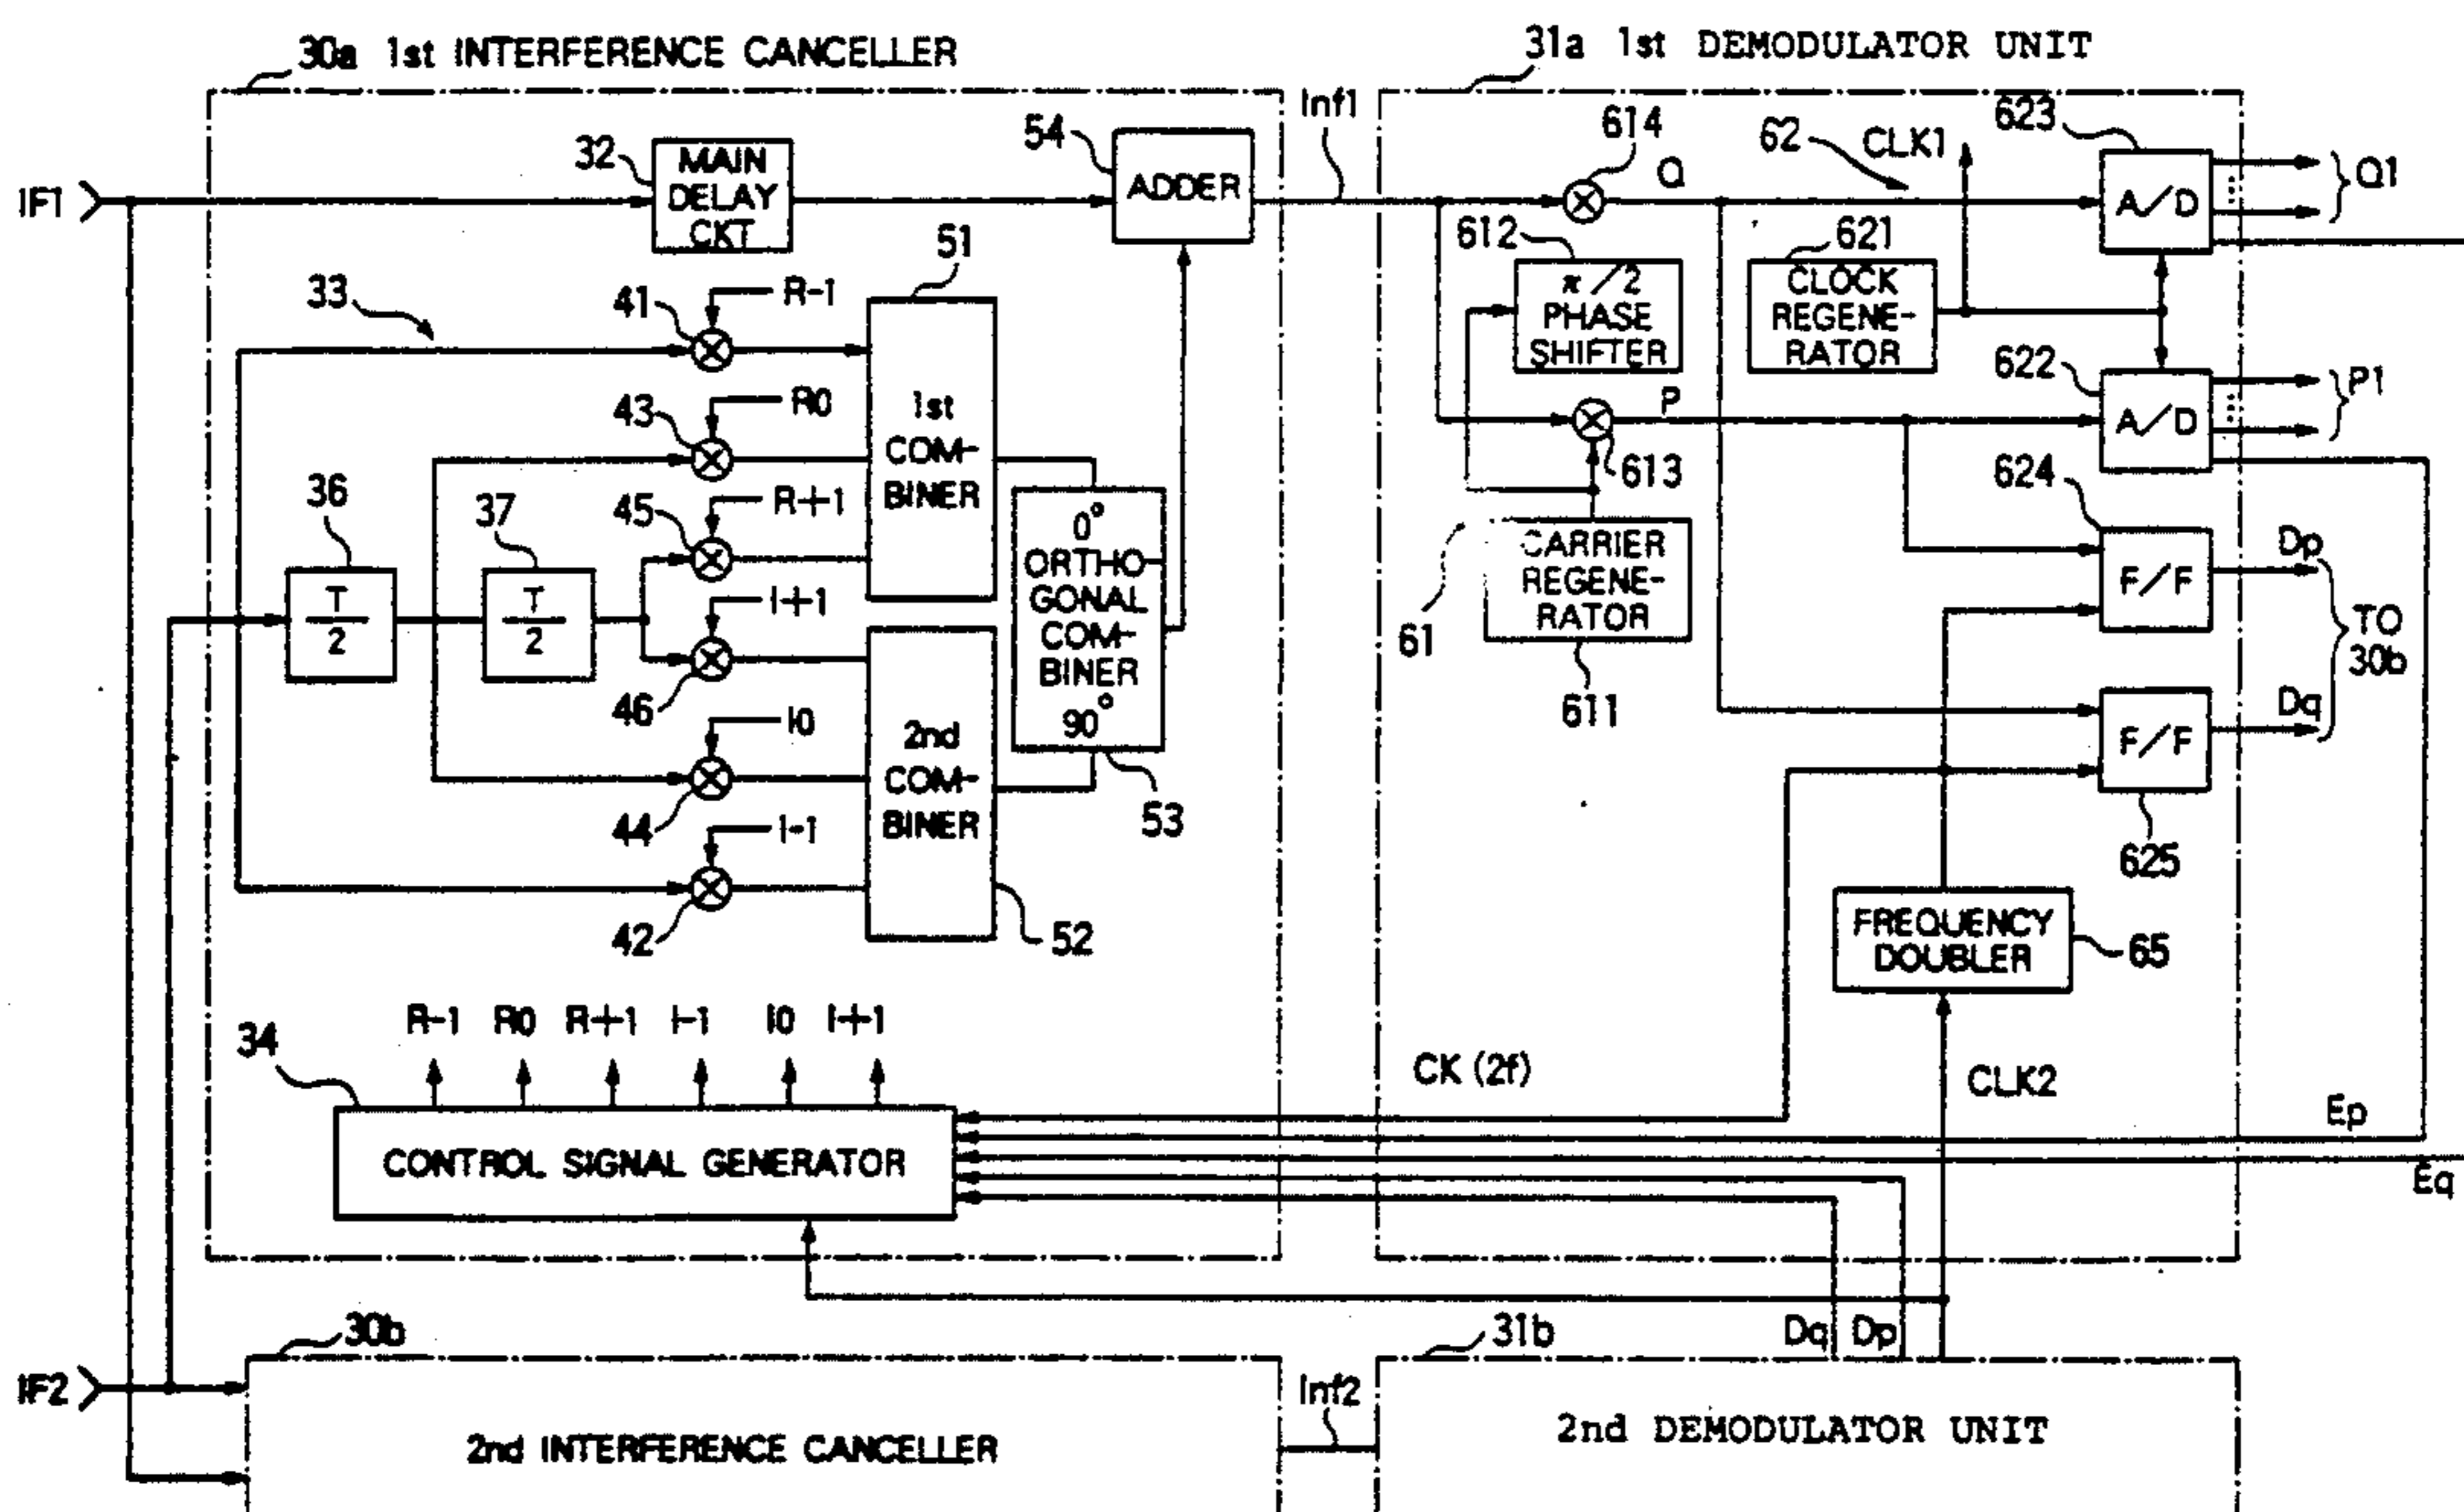 30a 1st INTERFERENCE CANCELLER
31a 1st DEMODULATOR UNIT
IF1
32
MAIN
DELAY
CKT
54
ADDER
Inf1
614
Q
62
CLK1
623
A/D
Q1
33
41
R-1
51
612
π/2
PHASE
SHIFTER
621
CLOCK
REGENE-
RATOR
43
R0
1st
COM-
BINER
P
613
622
A/D
P1
36
T
2
37
T
2
45
R+1
I+1
46
0°
ORTHO
GONAL
COM-
BINER
90°
53
61
CARRIER
REGENE-
RATOR
611
624
F/F
Dp
TO
30b
Dq
F/F
625
I0
44
2nd
COM-
BINER
I-1
42
52
FREQUENCY
DOUBLER
65
R-1 R0 R+1 I-1 I0 I+1
34
CONTROL SIGNAL GENERATOR
CK (2f)
CLK2
Ep
Eq
30b
Dq Dp
31b
IF2
Inf2
2nd INTERFERENCE CANCELLER
2nd DEMODULATOR UNIT